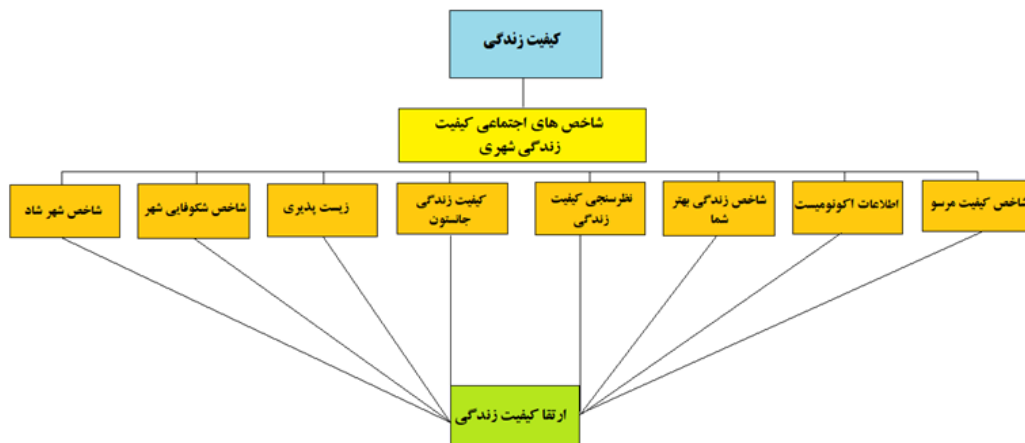 کیفیت زندگی
شاخص های اجتماعی کیفیت
زندگی شهری
شاخص کیفیت مرسو
اطلاعات اکونومیست
شاخص زندگی بهتر
شما
نظرسنجی کیفیت
زندگی
کیفیت زندگی
جانستون
زیست پذیری
شاخص شکوفایی شهر
شاخص شهر شاد
ارتقا کیفیت زندگی